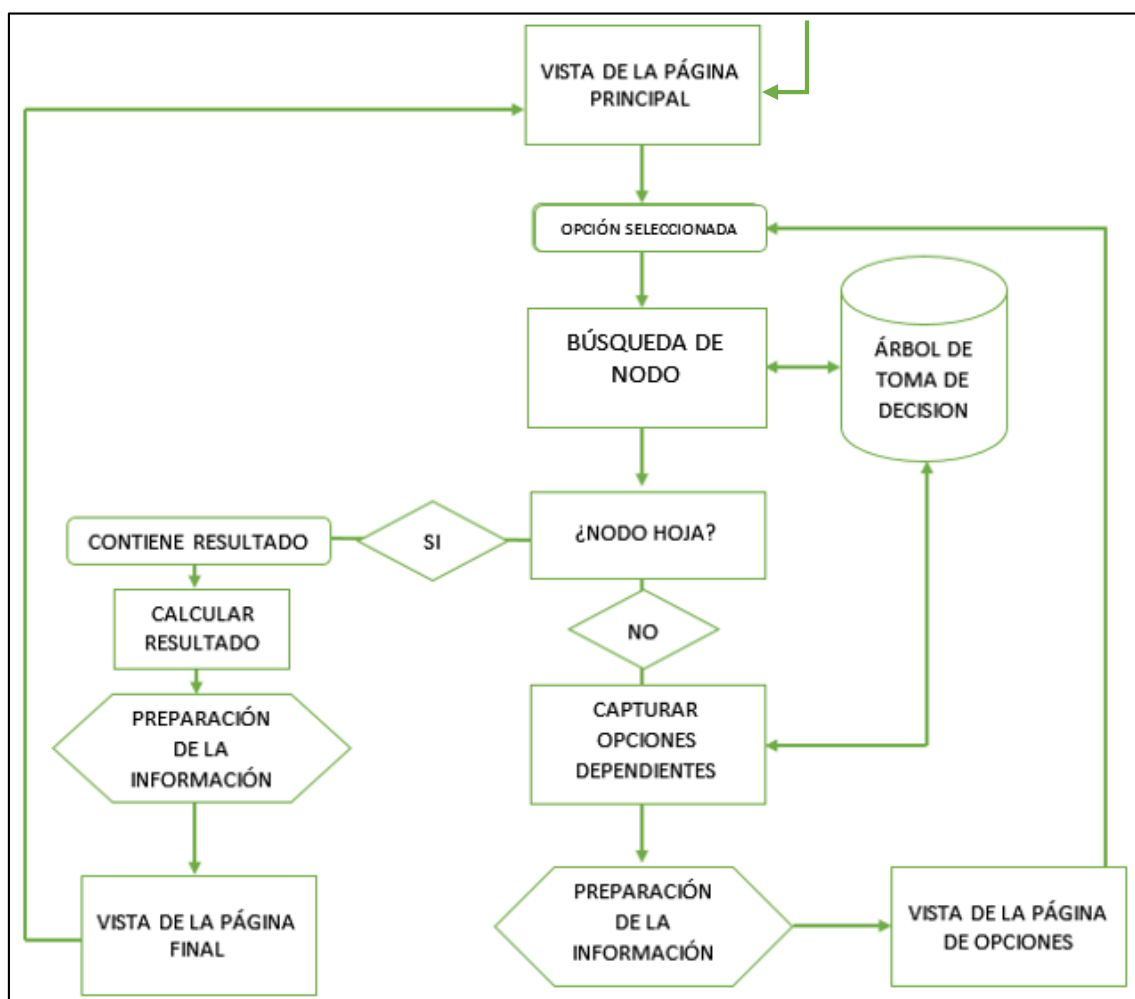 VISTA DE LA PÁGINA
PRINCIPAL
OPCIÓN SELECCIONADA
BÚSQUEDA DE
NODO
ÁRBOL DE
TOMA DE
DECISION
¿NODO HOJA?
SI
CONTIENE RESULTADO
CALCULAR
RESULTADO
PREPARACIÓN
DE LA
INFORMACIÓN
VISTA DE LA PÁGINA
FINAL
NO
CAPTURAR
OPCIONES
DEPENDIENTES
PREPARACIÓN
DE LA
INFORMACIÓN
VISTA DE LA PÁGINA
DE OPCIONES